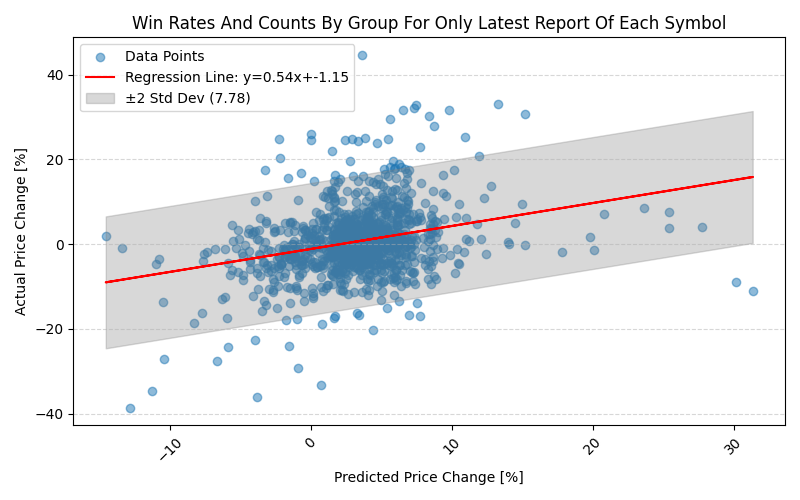 Win Rates And Counts By Group For Only Latest Report Of Each Symbol
Data Points
Regression Line: y=0.54x+-1.15
±2 Std Dev (7.78)
Actual Price Change [%]
40
20
0
−20
−40
−10
0
10
20
30
Predicted Price Change [%]